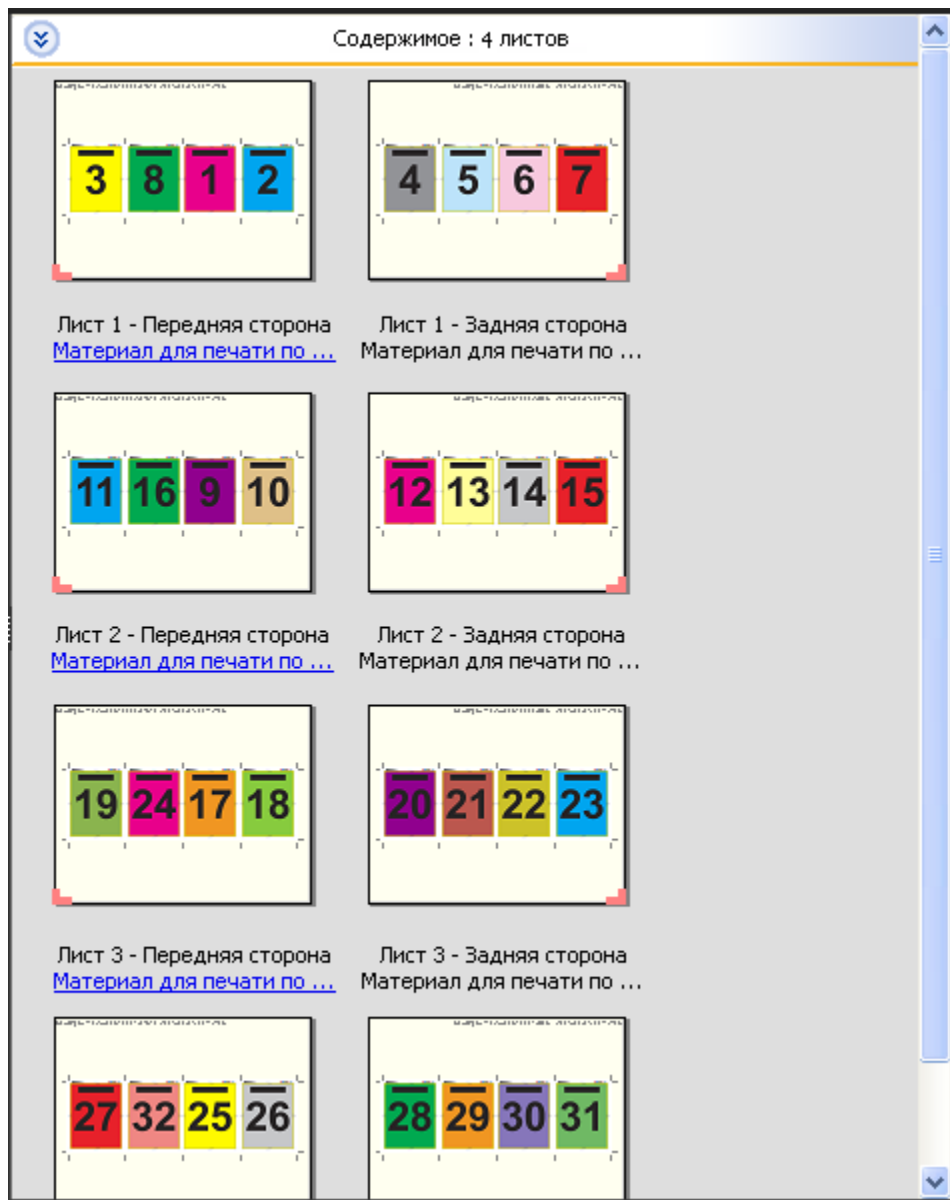 Содержимое : 4 листов
3 8 1 2
4 5 6 7
Лист 1 - Передняя сторона
Материал для печати по ...
Лист 1 - Задняя сторона
Материал для печати по ...
11 16 9 10
12 13 14 15
Лист 2 - Передняя сторона
Материал для печати по ...
Лист 2 - Задняя сторона
Материал для печати по ...
19 24 17 18
20 21 22 23
Лист 3 - Передняя сторона
Материал для печати по ...
Лист 3 - Задняя сторона
Материал для печати по ...
27 32 25 26
28 29 30 31